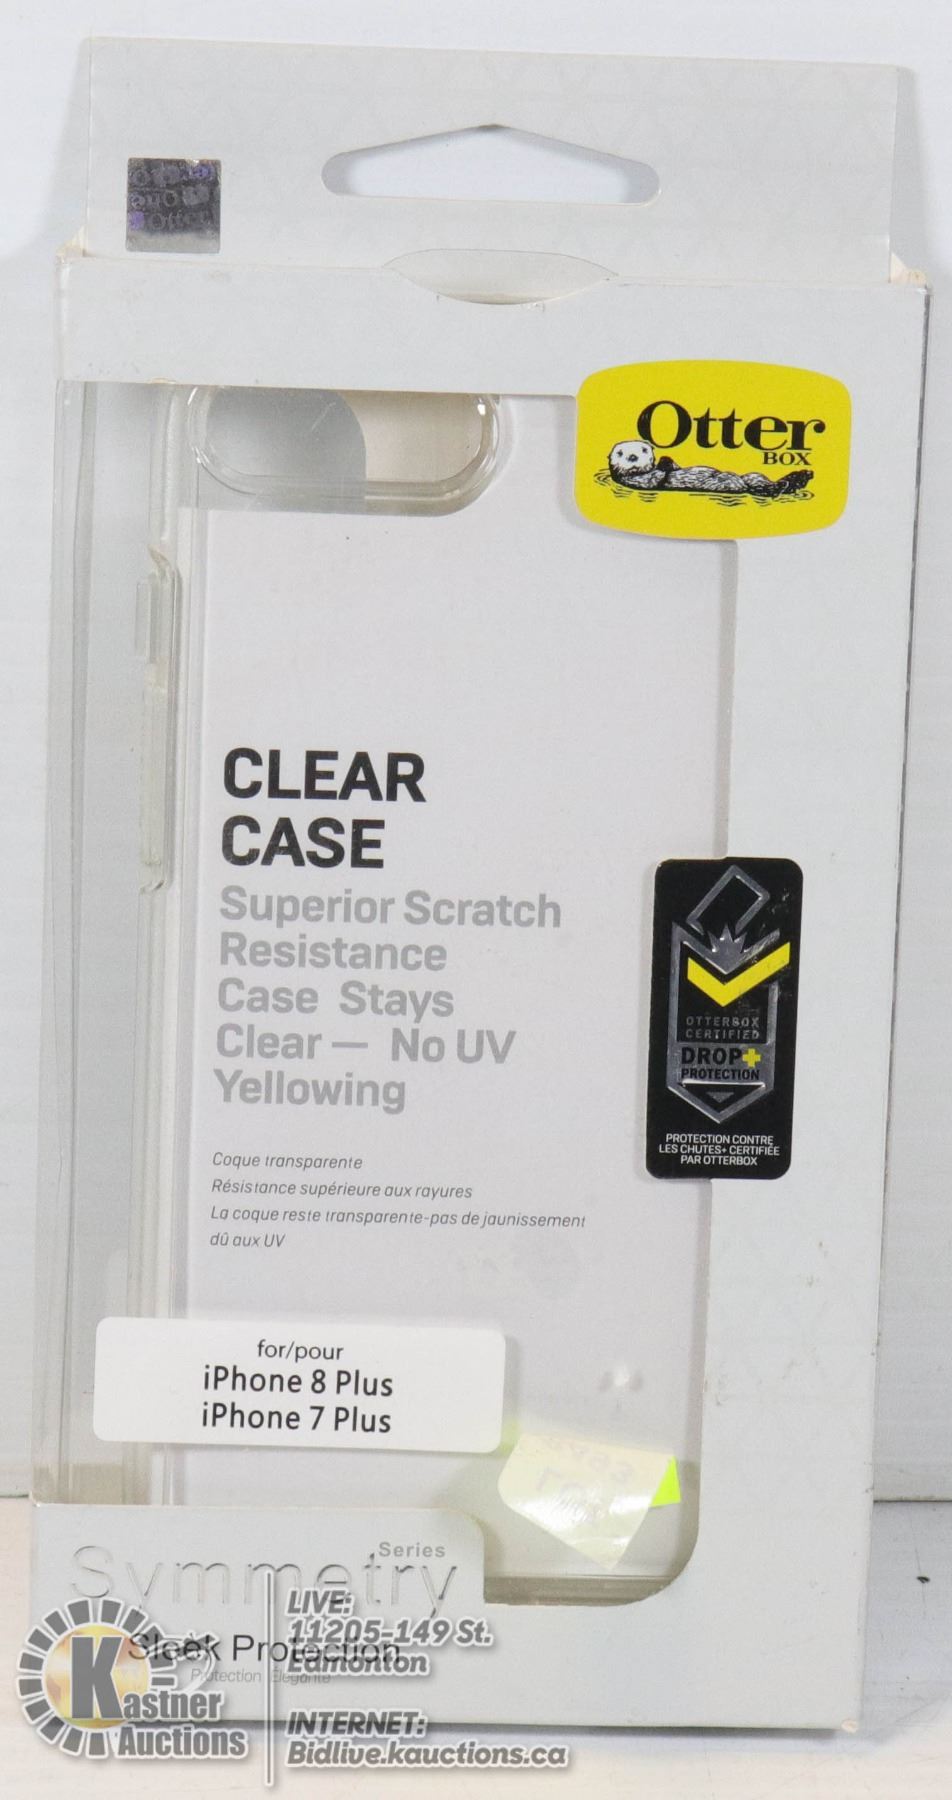 Otter
BOX
CLEAR
CASE
Superior Scratch
Resistance
Case Stays
Clear — No UV
Yellowing
Coque transparente
Résistance supérieure aux rayures
La coque reste transparente-pas de jaunissement
dû aux UV
OTTERBOX
CERTIFIED
DROP+
PROTECTION
PROTECTION CONTRE
LES CHUTES+ CERTIFIÉE
PAR OTTERBOX
for/pour
iPhone 8 Plus
iPhone 7 Plus
Symmetry Series
Sleek Protection
Protection Élégante
Kastner
Auctions
LIVE:
11205-149 St.
Edmonton
INTERNET:
Bidlive.kauctions.ca